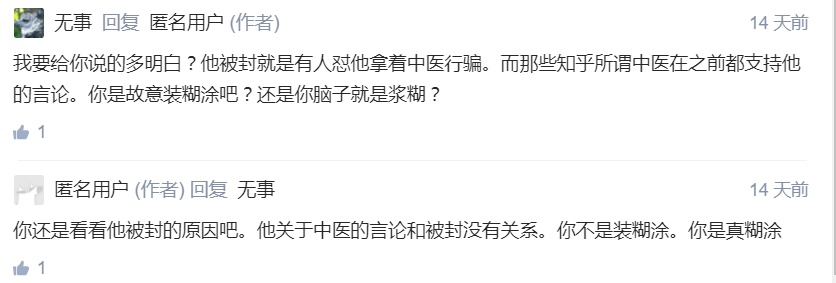 无事 回复 匿名用户 (作者) 14 天前
我要给你说的多明白？他被封就是有人怼他拿着中医行骗。而那些知乎所谓中医在之前都支持他
的言论。你是故意装糊涂吧？还是你脑子就是浆糊？
1
匿名用户 (作者) 回复 无事 14 天前
你还是看看他被封的原因吧。他关于中医的言论和被封没有关系。你不是装糊涂。你是真糊涂
1